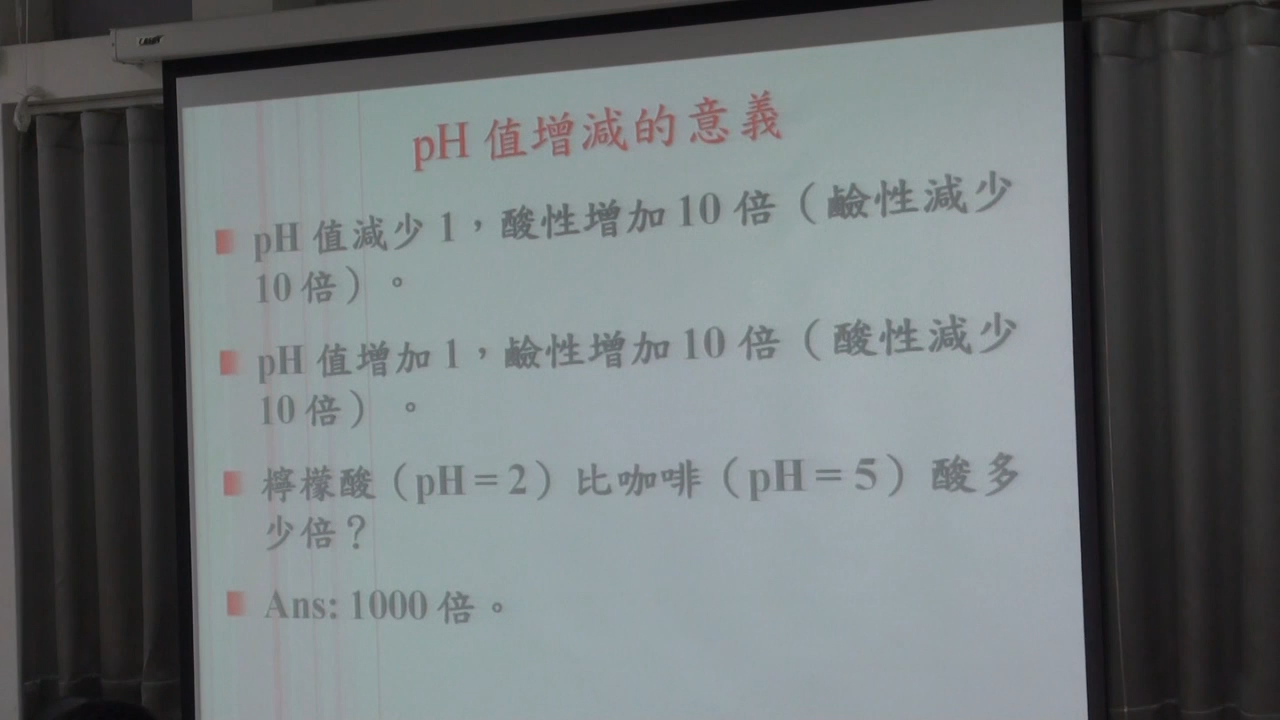 pH 值增減的意義
pH 值減少 1，酸性增加 10 倍（鹼性減少
10 倍）。
pH 值增加 1，鹼性增加 10 倍（酸性減少
10 倍）。
檸檬酸（pH＝2）比咖啡（pH＝5）酸多
少倍？
Ans: 1000 倍。